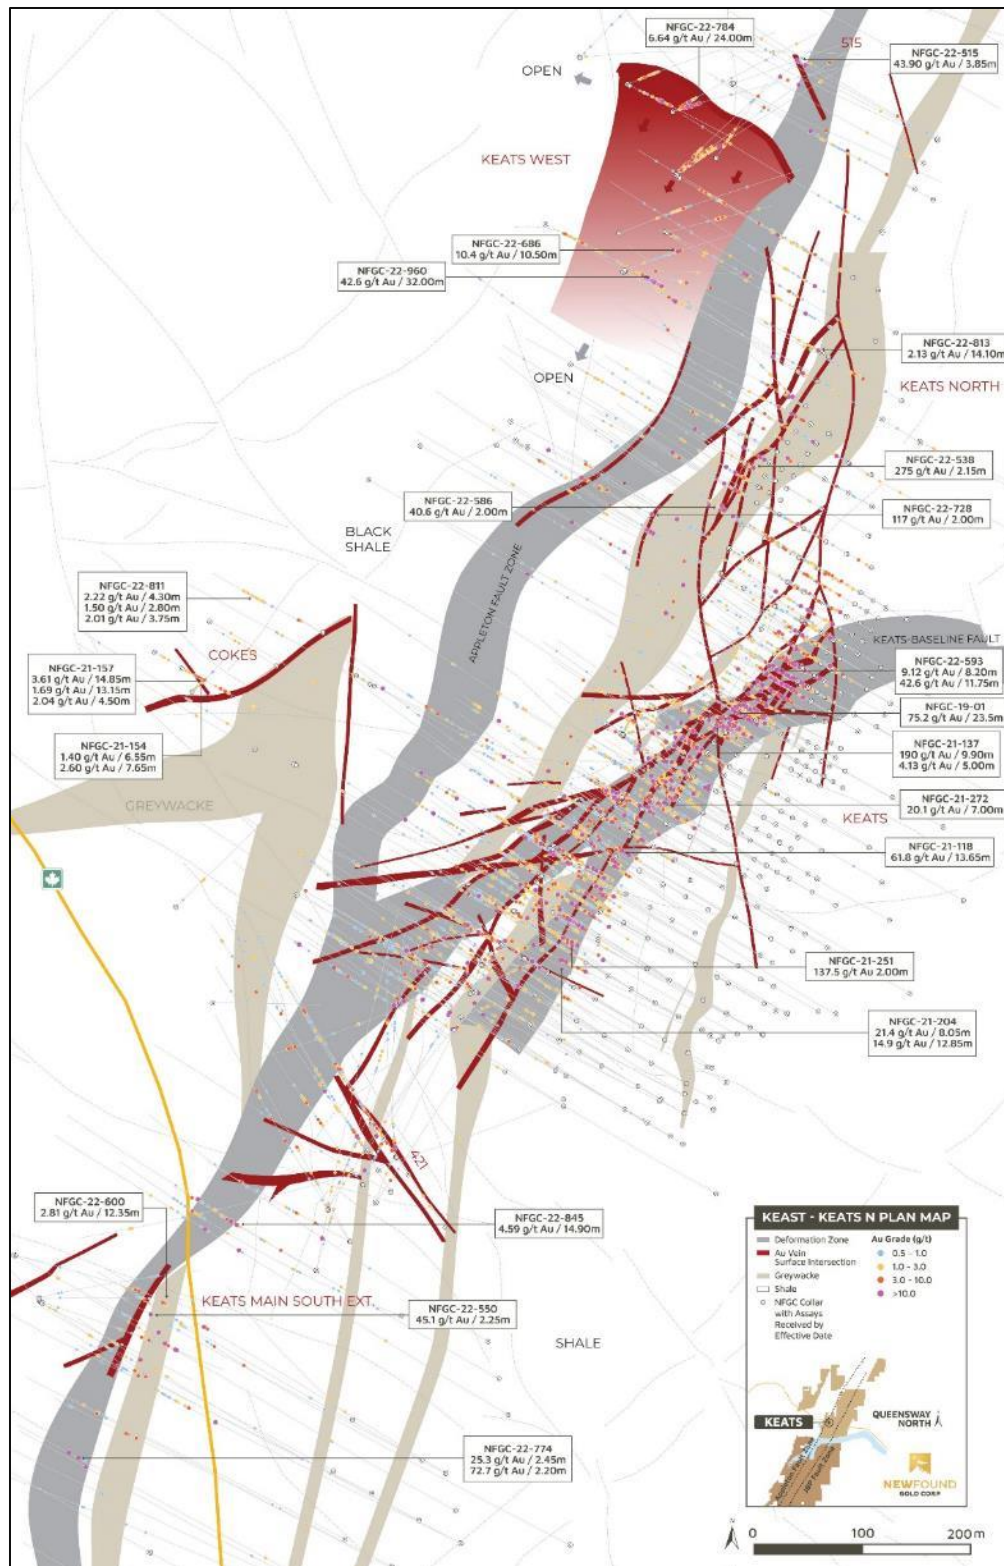 NFGC-22-784
6.64 g/t Au / 24.00m
515
NFGC-22-515
43.90 g/t Au / 3.85m
OPEN
KEATS WEST
NFGC-22-686
10.4 g/t Au / 10.50m
NFGC-22-960
42.6 g/t Au / 32.00m
NFGC-22-813
2.13 g/t Au / 14.10m
OPEN
KEATS NORTH
NFGC-22-538
275 g/t Au / 2.15m
NFGC-22-586
40.6 g/t Au / 2.00m
NFGC-22-728
117 g/t Au / 2.00m
BLACK
SHALE
APPLETON FAULT ZONE
NFGC-22-811
2.22 g/t Au / 4.30m
1.50 g/t Au / 2.80m
2.01 g/t Au / 3.75m
COKES
KEATS-BASELINE FAULT
NFGC-21-157
3.61 g/t Au / 14.85m
1.69 g/t Au / 13.15m
2.04 g/t Au / 4.50m
NFGC-22-593
9.12 g/t Au / 8.20m
42.6 g/t Au / 11.75m
NFGC-19-01
75.2 g/t Au / 23.5m
NFGC-21-154
1.40 g/t Au / 6.55m
2.60 g/t Au / 7.65m
NFGC-21-137
190 g/t Au / 9.90m
4.13 g/t Au / 5.00m
GREYWACKE
NFGC-21-272
20.1 g/t Au / 7.00m
KEATS
NFGC-21-118
61.8 g/t Au / 13.65m
NFGC-21-251
137.5 g/t Au 2.00m
NFGC-21-204
21.4 g/t Au / 8.05m
14.9 g/t Au / 12.85m
421
NFGC-22-600
2.81 g/t Au / 12.35m
NFGC-22-845
4.59 g/t Au / 14.90m
KEATS MAIN SOUTH EXT.
NFGC-22-550
45.1 g/t Au / 2.25m
SHALE
NFGC-22-774
25.3 g/t Au / 2.45m
72.7 g/t Au / 2.20m
KEAST - KEATS N PLAN MAP
Deformation Zone
Au Vein
Surface Intersection
Greywacke
Shale
NFGC Collar
with Assays
Received by
Effective Date
Au Grade (g/t)
0.5 - 1.0
1.0 - 3.0
3.0 - 10.0
>10.0
KEATS
QUEENSWAY
NORTH
Appleton Fault Zone
JBP Fault Zone
NEWFOUND
GOLD CORP
N
0 100 200 m